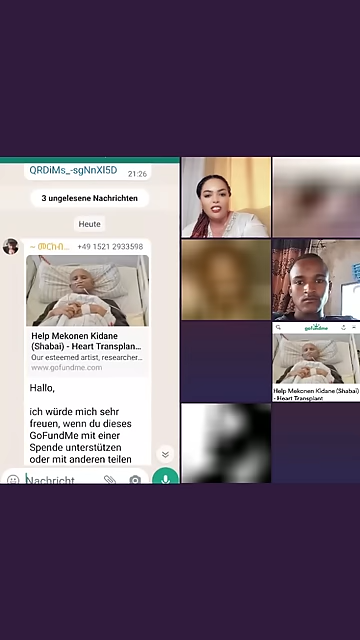 QRDiMs_-sgNnXI5D
21:26
3 ungelesene Nachrichten
Heute
+49 1521 2933598
Help Mekonen Kidane
(Shabai) - Heart Transplan...
Our esteemed artist, researcher...
www.gofundme.com
Hallo,
ich würde mich sehr
freuen, wenn du dieses
GoFundMe mit einer
Spende unterstützen
oder mit anderen teilen
Nachricht
gofundme
Help Mekonen Kidane (Shabai)
- Heart Transplant